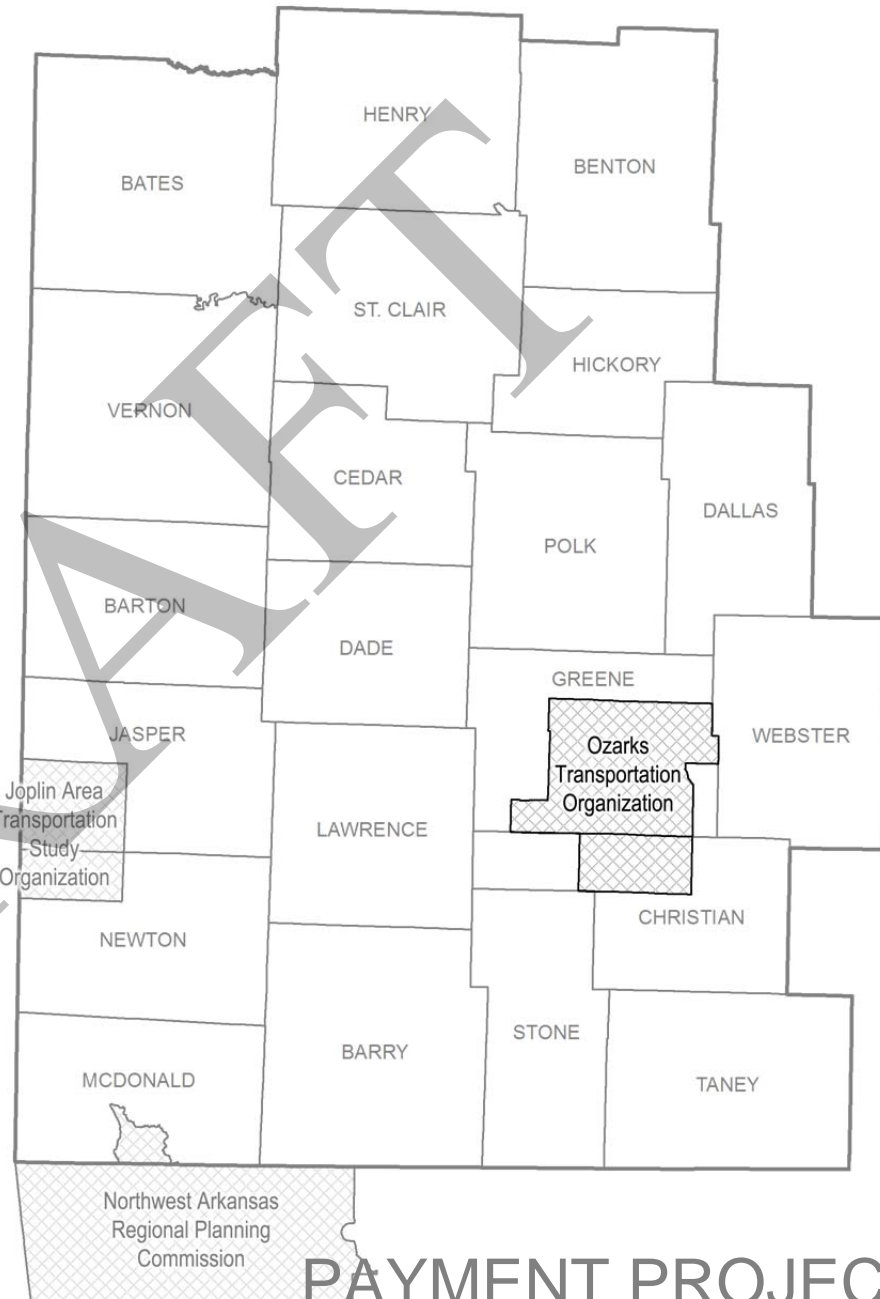 HENRY
BENTON
BATES
ST. CLAIR
HICKORY
VERNON
CEDAR
DALLAS
POLK
BARTON
DADE
GREENE
JASPER
WEBSTER
Ozarks
Transportation
Organization
Joplin Area
Transportation
Study
Organization
LAWRENCE
CHRISTIAN
NEWTON
STONE
BARRY
MCDONALD
TANEY
Northwest Arkansas
Regional Planning
Commission
PAYMENT PROJEC
AFT